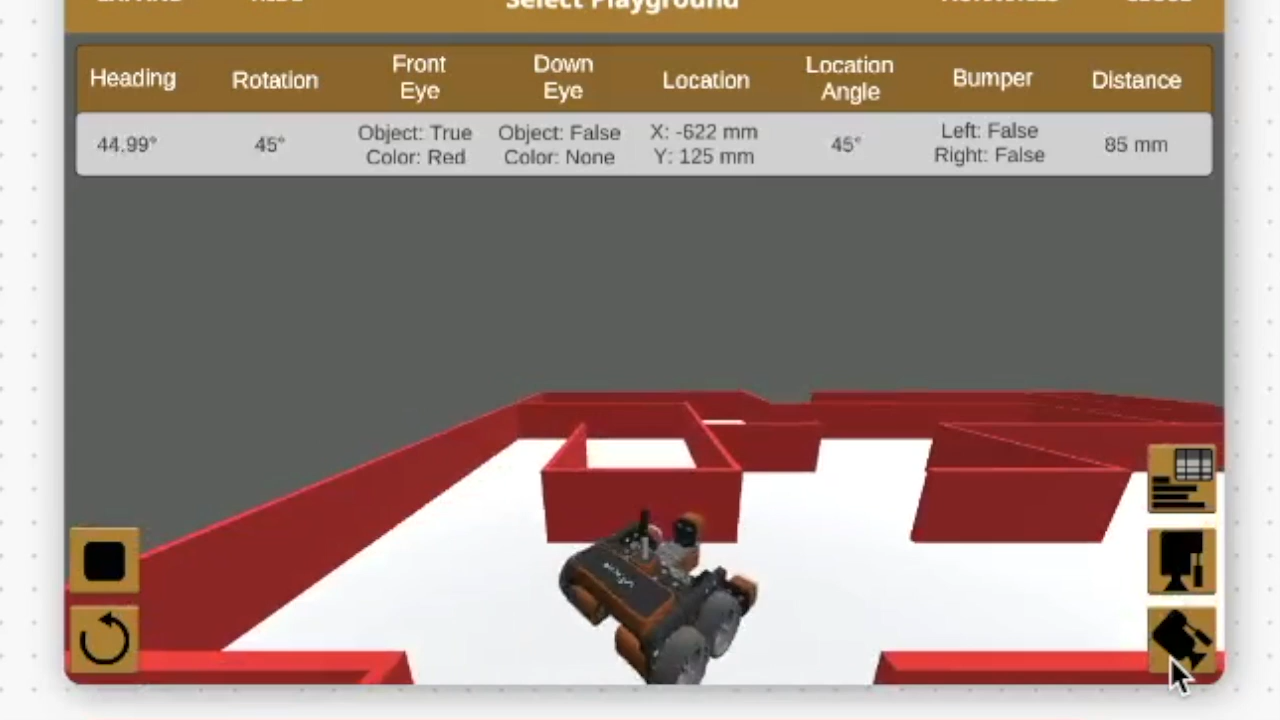 Select Playground
Heading Rotation Front Eye Down Eye Location Location Angle Bumper Distance
44.99° 45° Object: True Object: False X: -622 mm 45° Left: False 85 mm
Color: Red Color: None Y: 125 mm Right: False